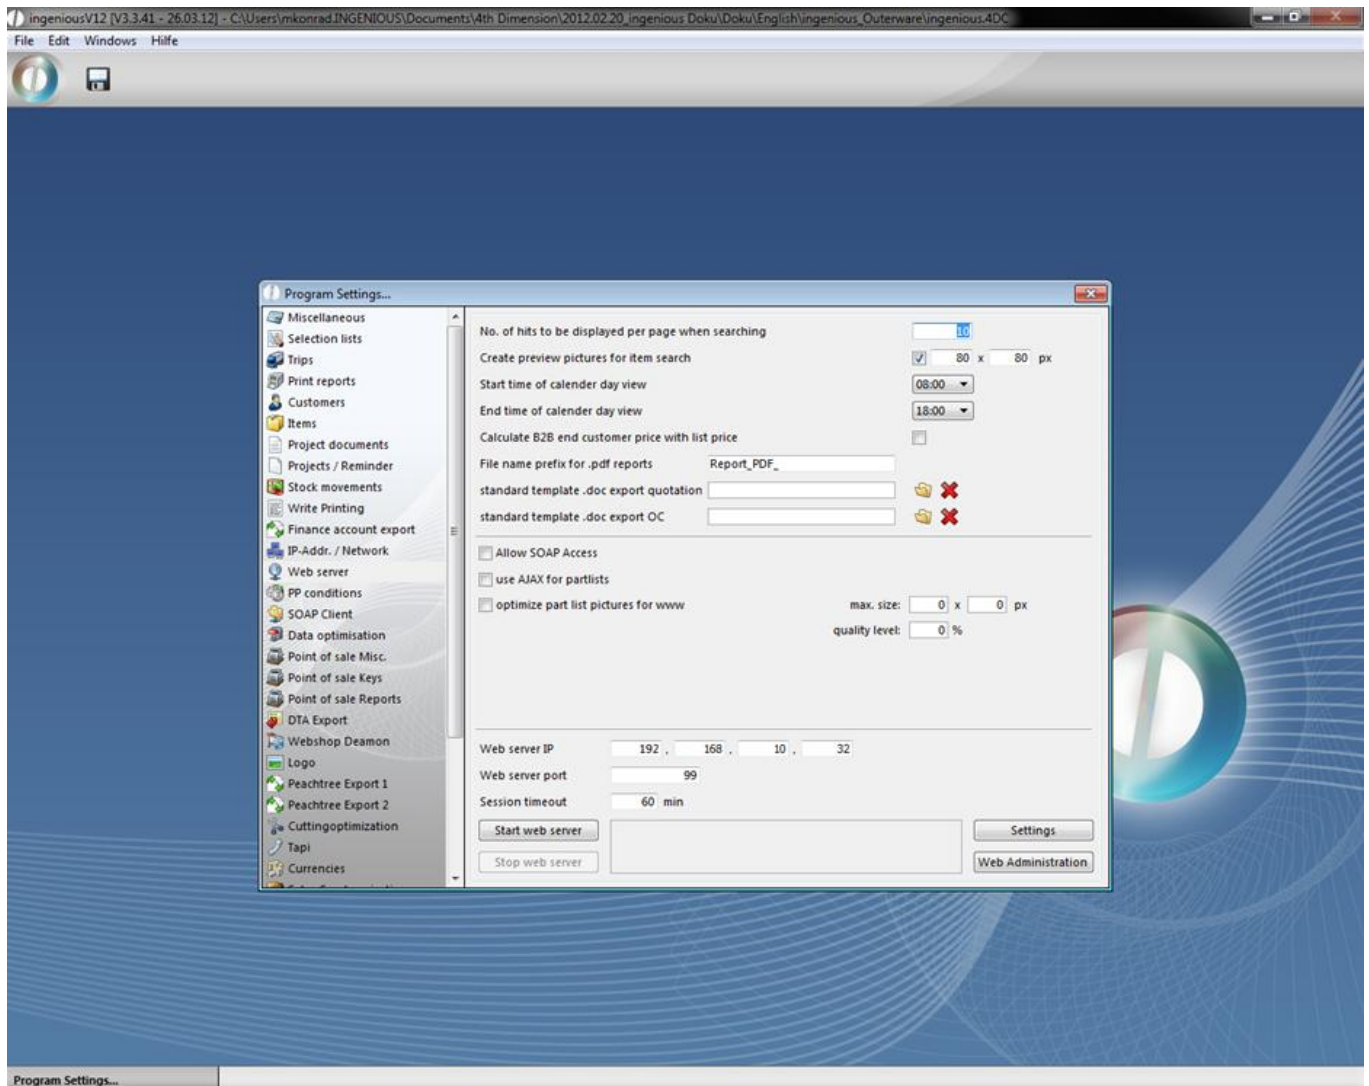 ingeniousV12 [V3.3.41 - 26.03.12] - C:\Users\mkonrad.INGENIOUS\Documents\4th Dimension\2012.02.20_ingenious Doku\Doku\English\ingenious_Outerware\ingenious.4DC
File Edit Windows Hilfe
Program Settings...
Miscellaneous
Selection lists
Trips
Print reports
Customers
Items
Project documents
Projects / Reminder
Stock movements
Write Printing
Finance account export
IP-Addr. / Network
Web server
PP conditions
SOAP Client
Data optimisation
Point of sale Misc.
Point of sale Keys
Point of sale Reports
DTA Export
Webshop Deamon
Logo
Peachtree Export 1
Peachtree Export 2
Cuttingoptimization
Tapi
Currencies
No. of hits to be displayed per page when searching 10
Create preview pictures for item search 80 x 80 px
Start time of calender day view 08:00
End time of calender day view 18:00
Calculate B2B end customer price with list price
File name prefix for .pdf reports Report_PDF_
standard template .doc export quotation
standard template .doc export OC
Allow SOAP Access
use AJAX for partlists
optimize part list pictures for www max. size: 0 x 0 px
quality level: 0 %
Web server IP 192 . 168 . 10 . 32
Web server port 99
Session timeout 60 min
Start web server Settings
Stop web server Web Administration
Program Settings...